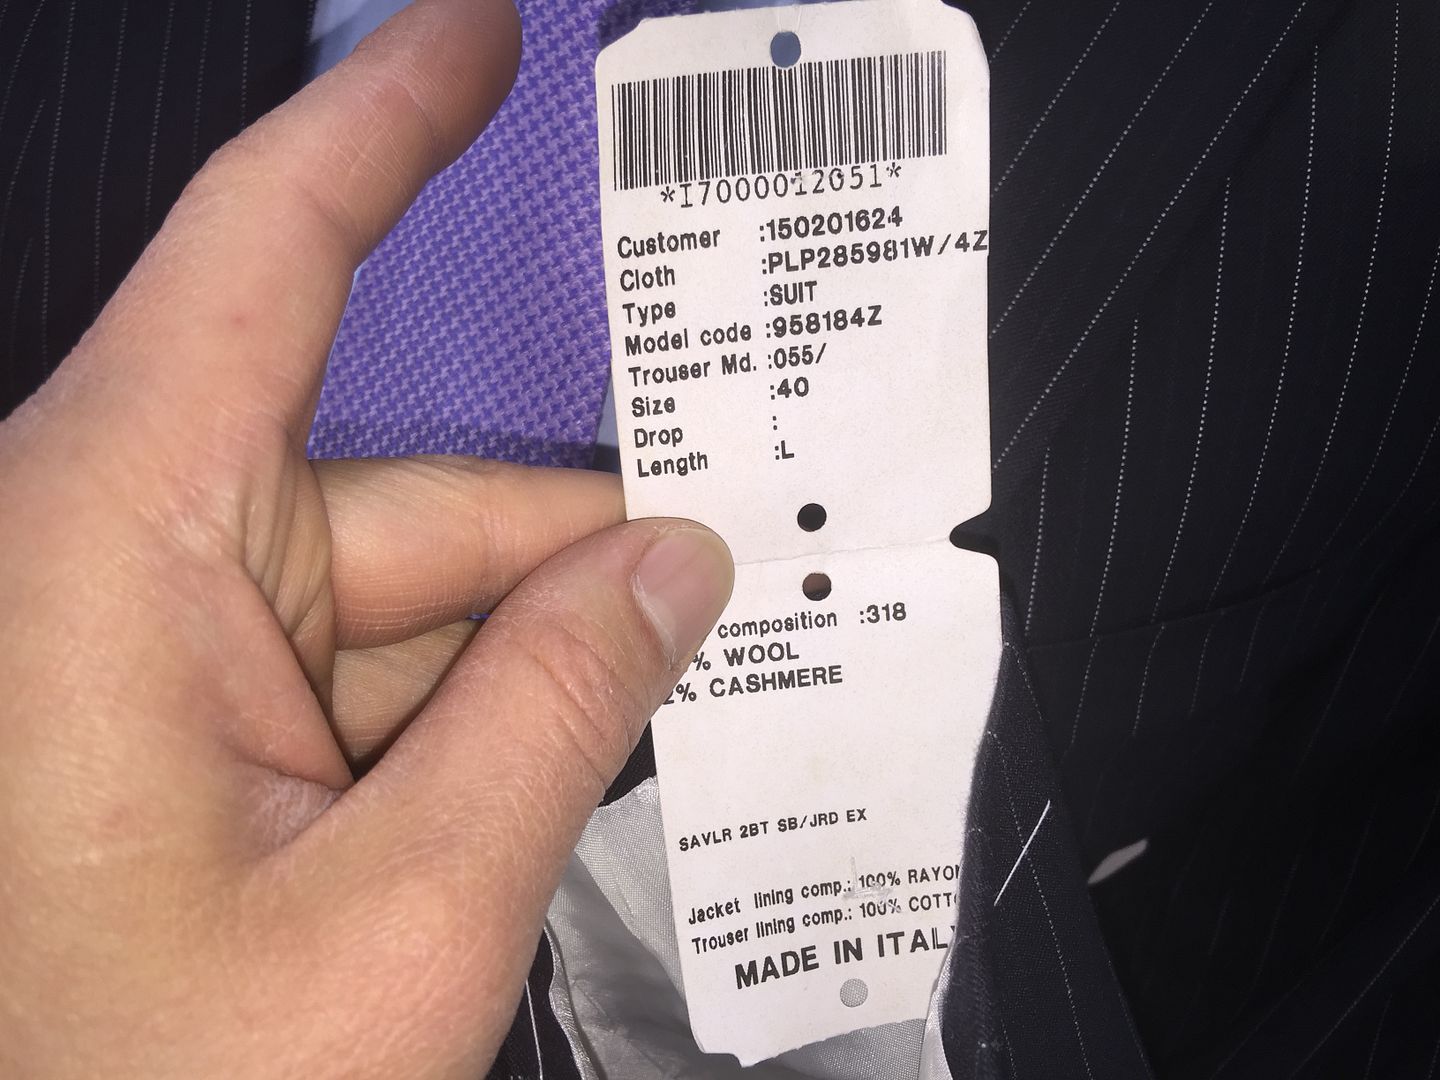 *I7000012051*
Customer :150201624
Cloth :PLP285981W/4Z
Type :SUIT
Model code :958184Z
Trouser Md. :055/
Size :40
Drop :
Length :L
composition :318
% WOOL
2% CASHMERE
SAVLR 2BT SB/JRD EX
Jacket lining comp.: 100% RAYO
Trouser lining comp.: 100% COTT
MADE IN ITAL